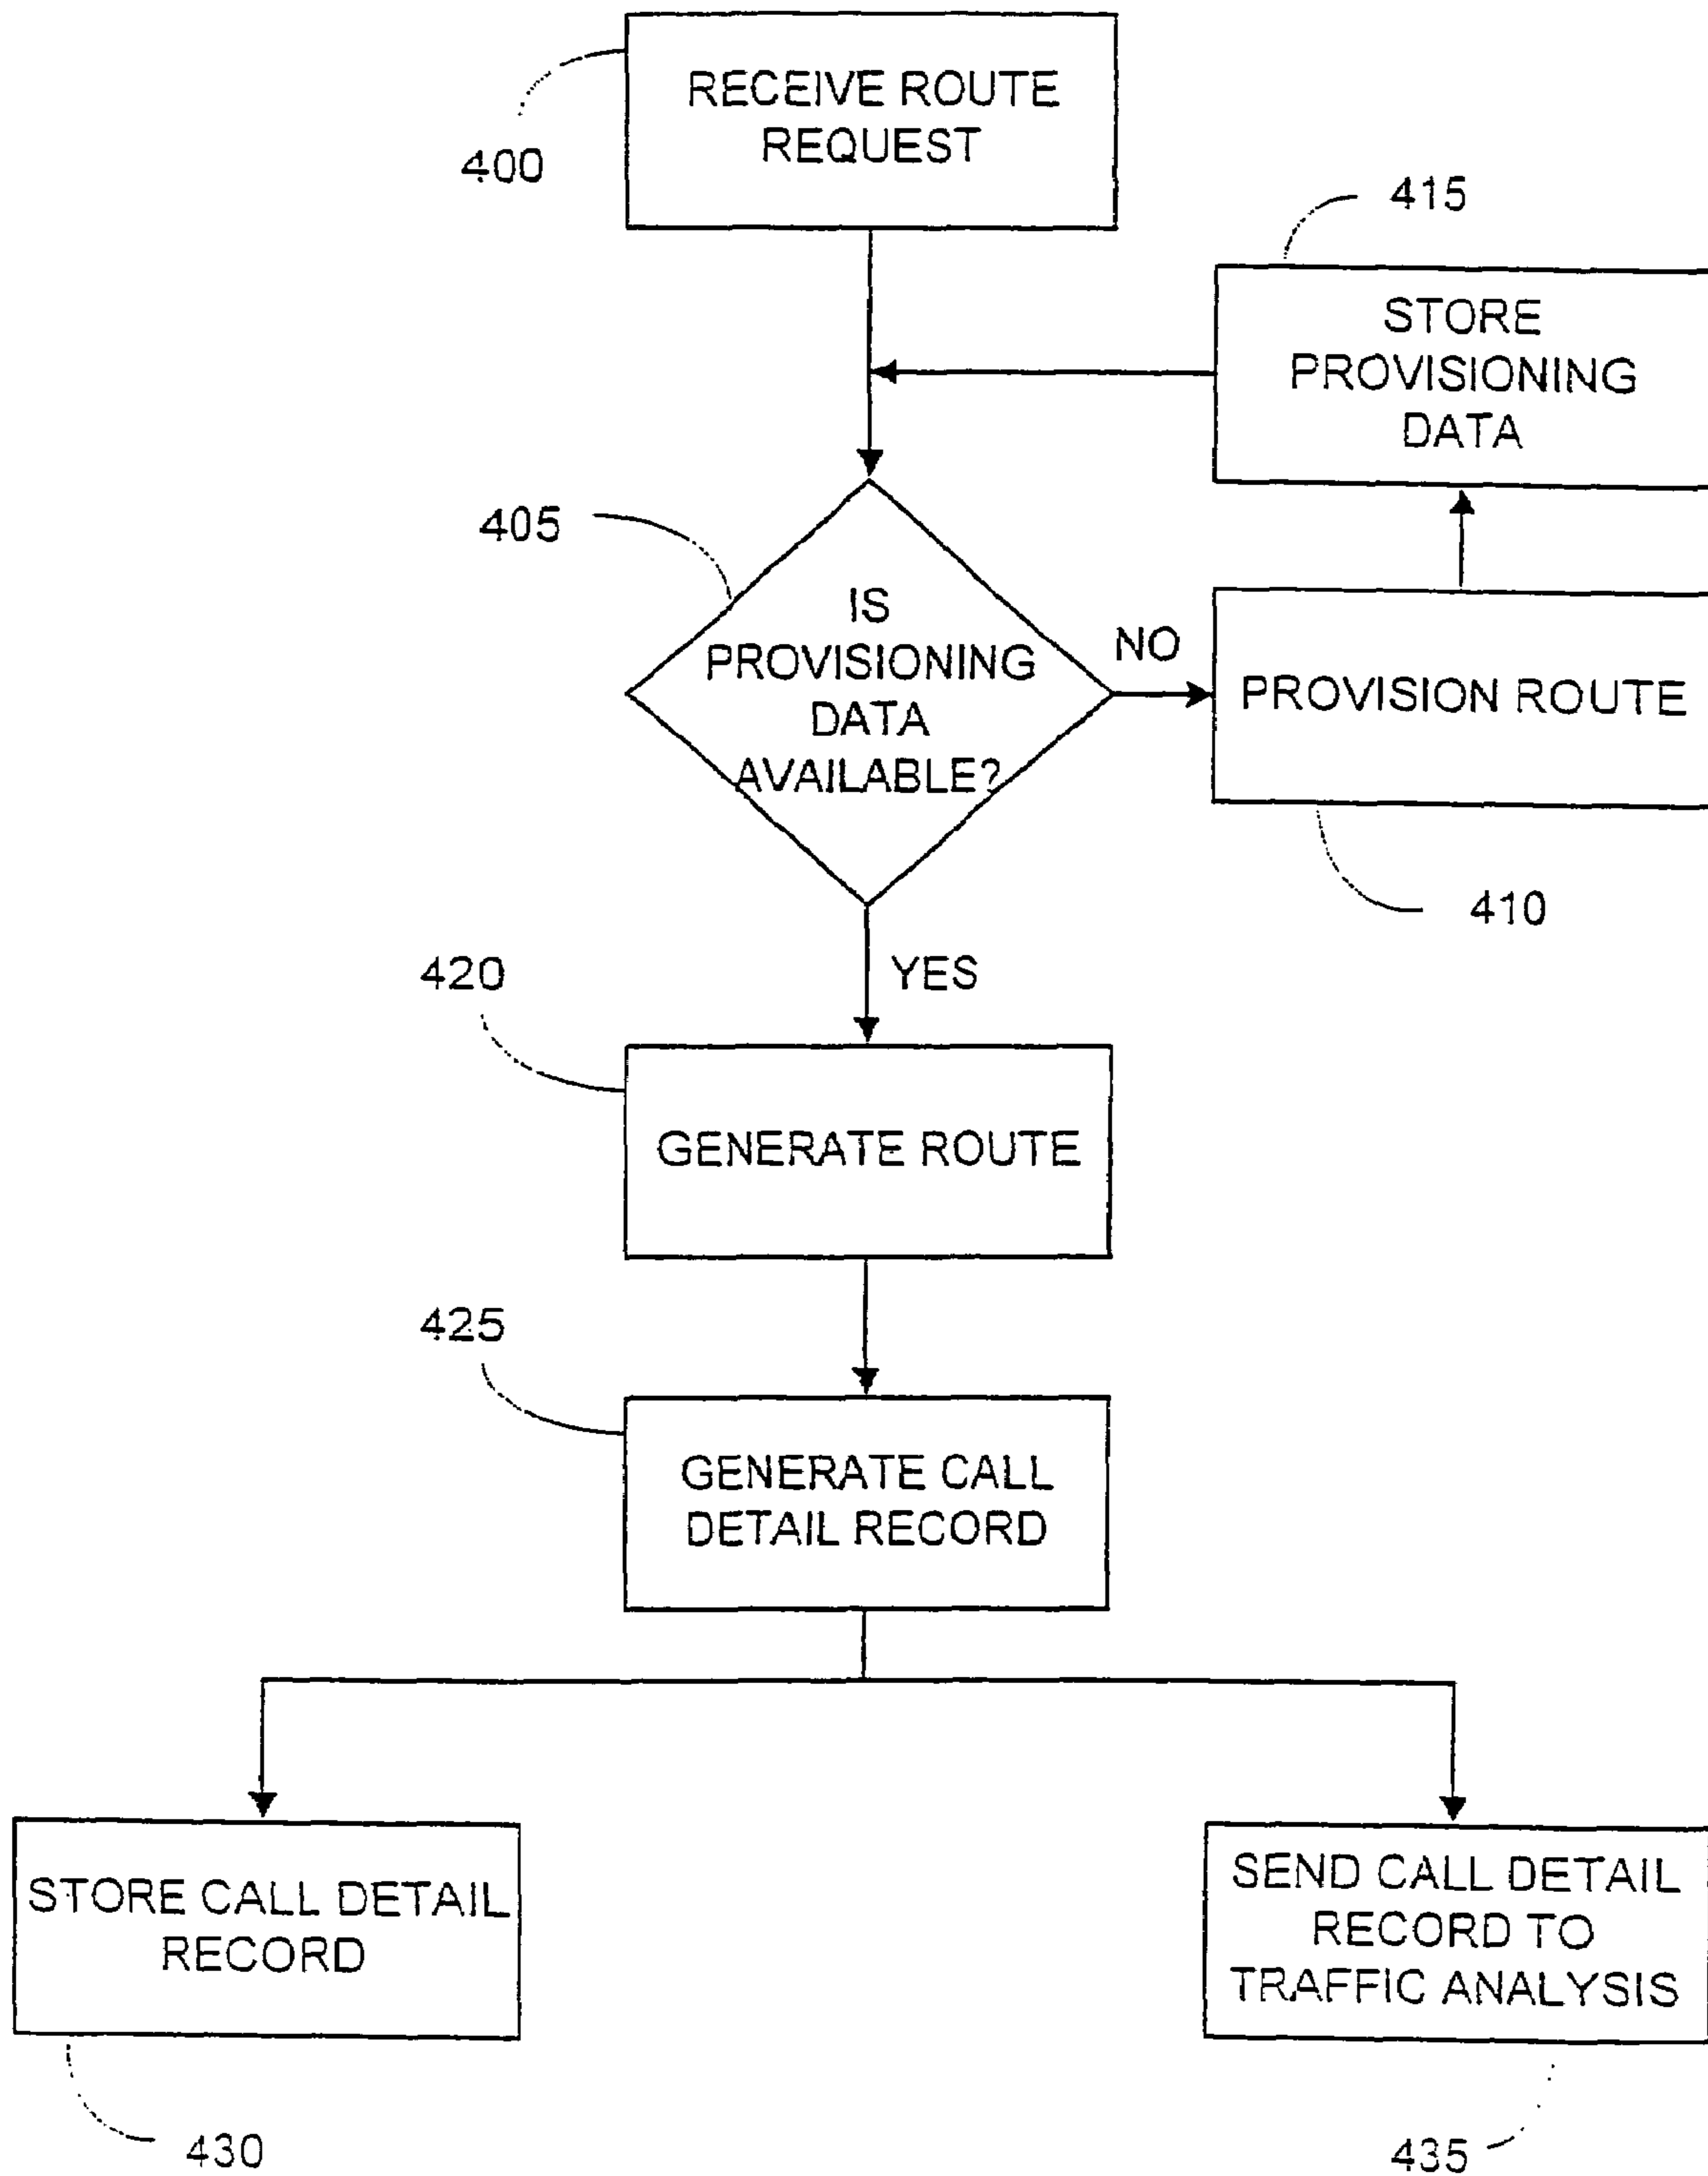 RECEIVE ROUTE
REQUEST
400
415
STORE
PROVISIONING
DATA
405
IS
PROVISIONING
DATA
AVAILABLE?
NO
PROVISION ROUTE
410
YES
420
GENERATE ROUTE
425
GENERATE CALL
DETAIL RECORD
STORE CALL DETAIL
RECORD
430
SEND CALL DETAIL
RECORD TO
TRAFFIC ANALYSIS
435